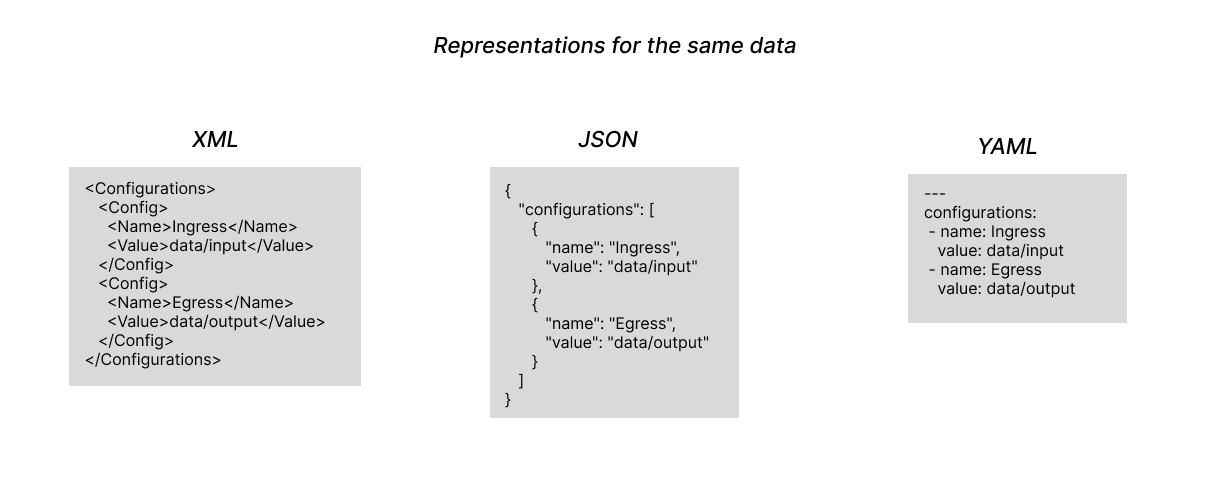 Representations for the same data
XML
<Configurations>
<Config>
<Name>Ingress</Name>
<Value>data/input</Value>
</Config>
<Config>
<Name>Egress</Name>
<Value>data/output</Value>
</Config>
</Configurations>
JSON
{
"configurations": [
{
"name": "Ingress",
"value": "data/input"
},
{
"name": "Egress",
"value": "data/output"
}
]
}
YAML
---
configurations:
- name: Ingress
value: data/input
- name: Egress
value: data/output